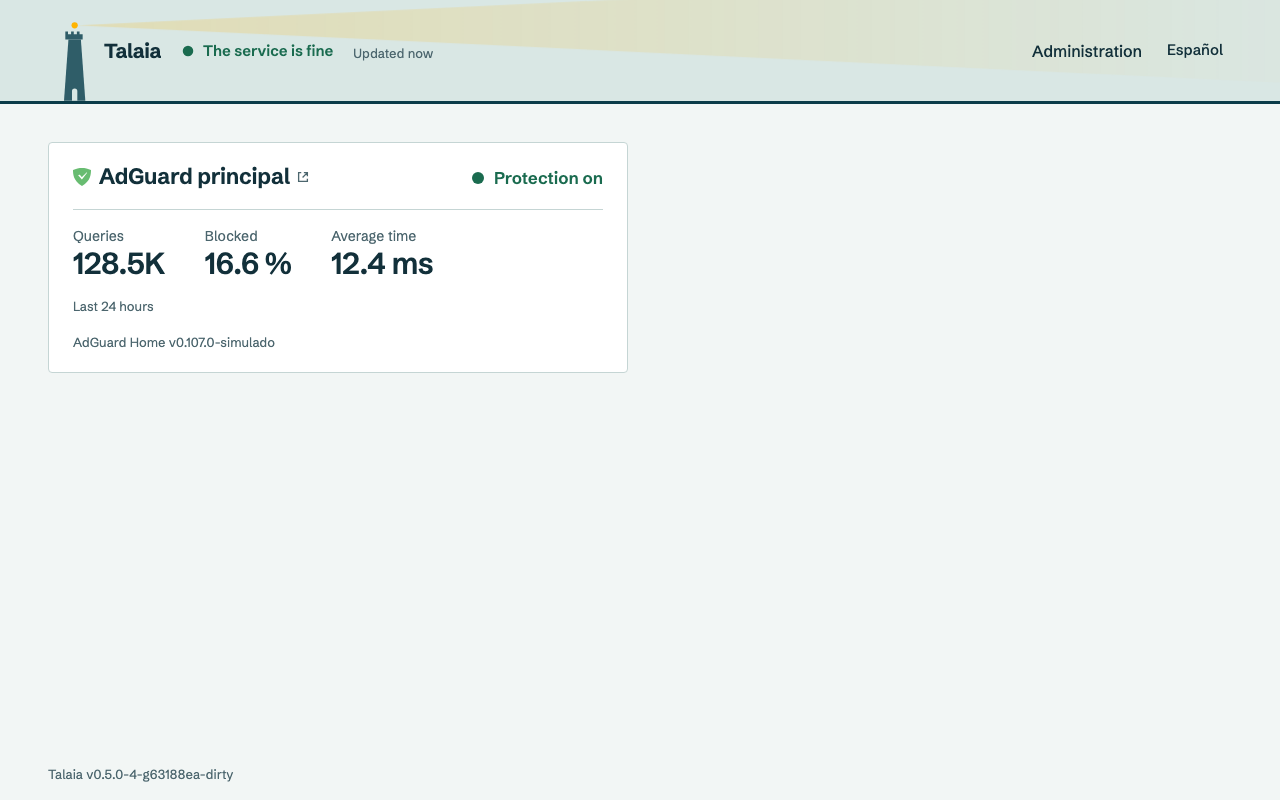 Talaia
The service is fine
Updated now
Administration
Español
AdGuard principal
Protection on
Queries
Blocked
Average time
128.5K
16.6 %
12.4 ms
Last 24 hours
AdGuard Home v0.107.0-simulado
Talaia v0.5.0-4-g63188ea-dirty